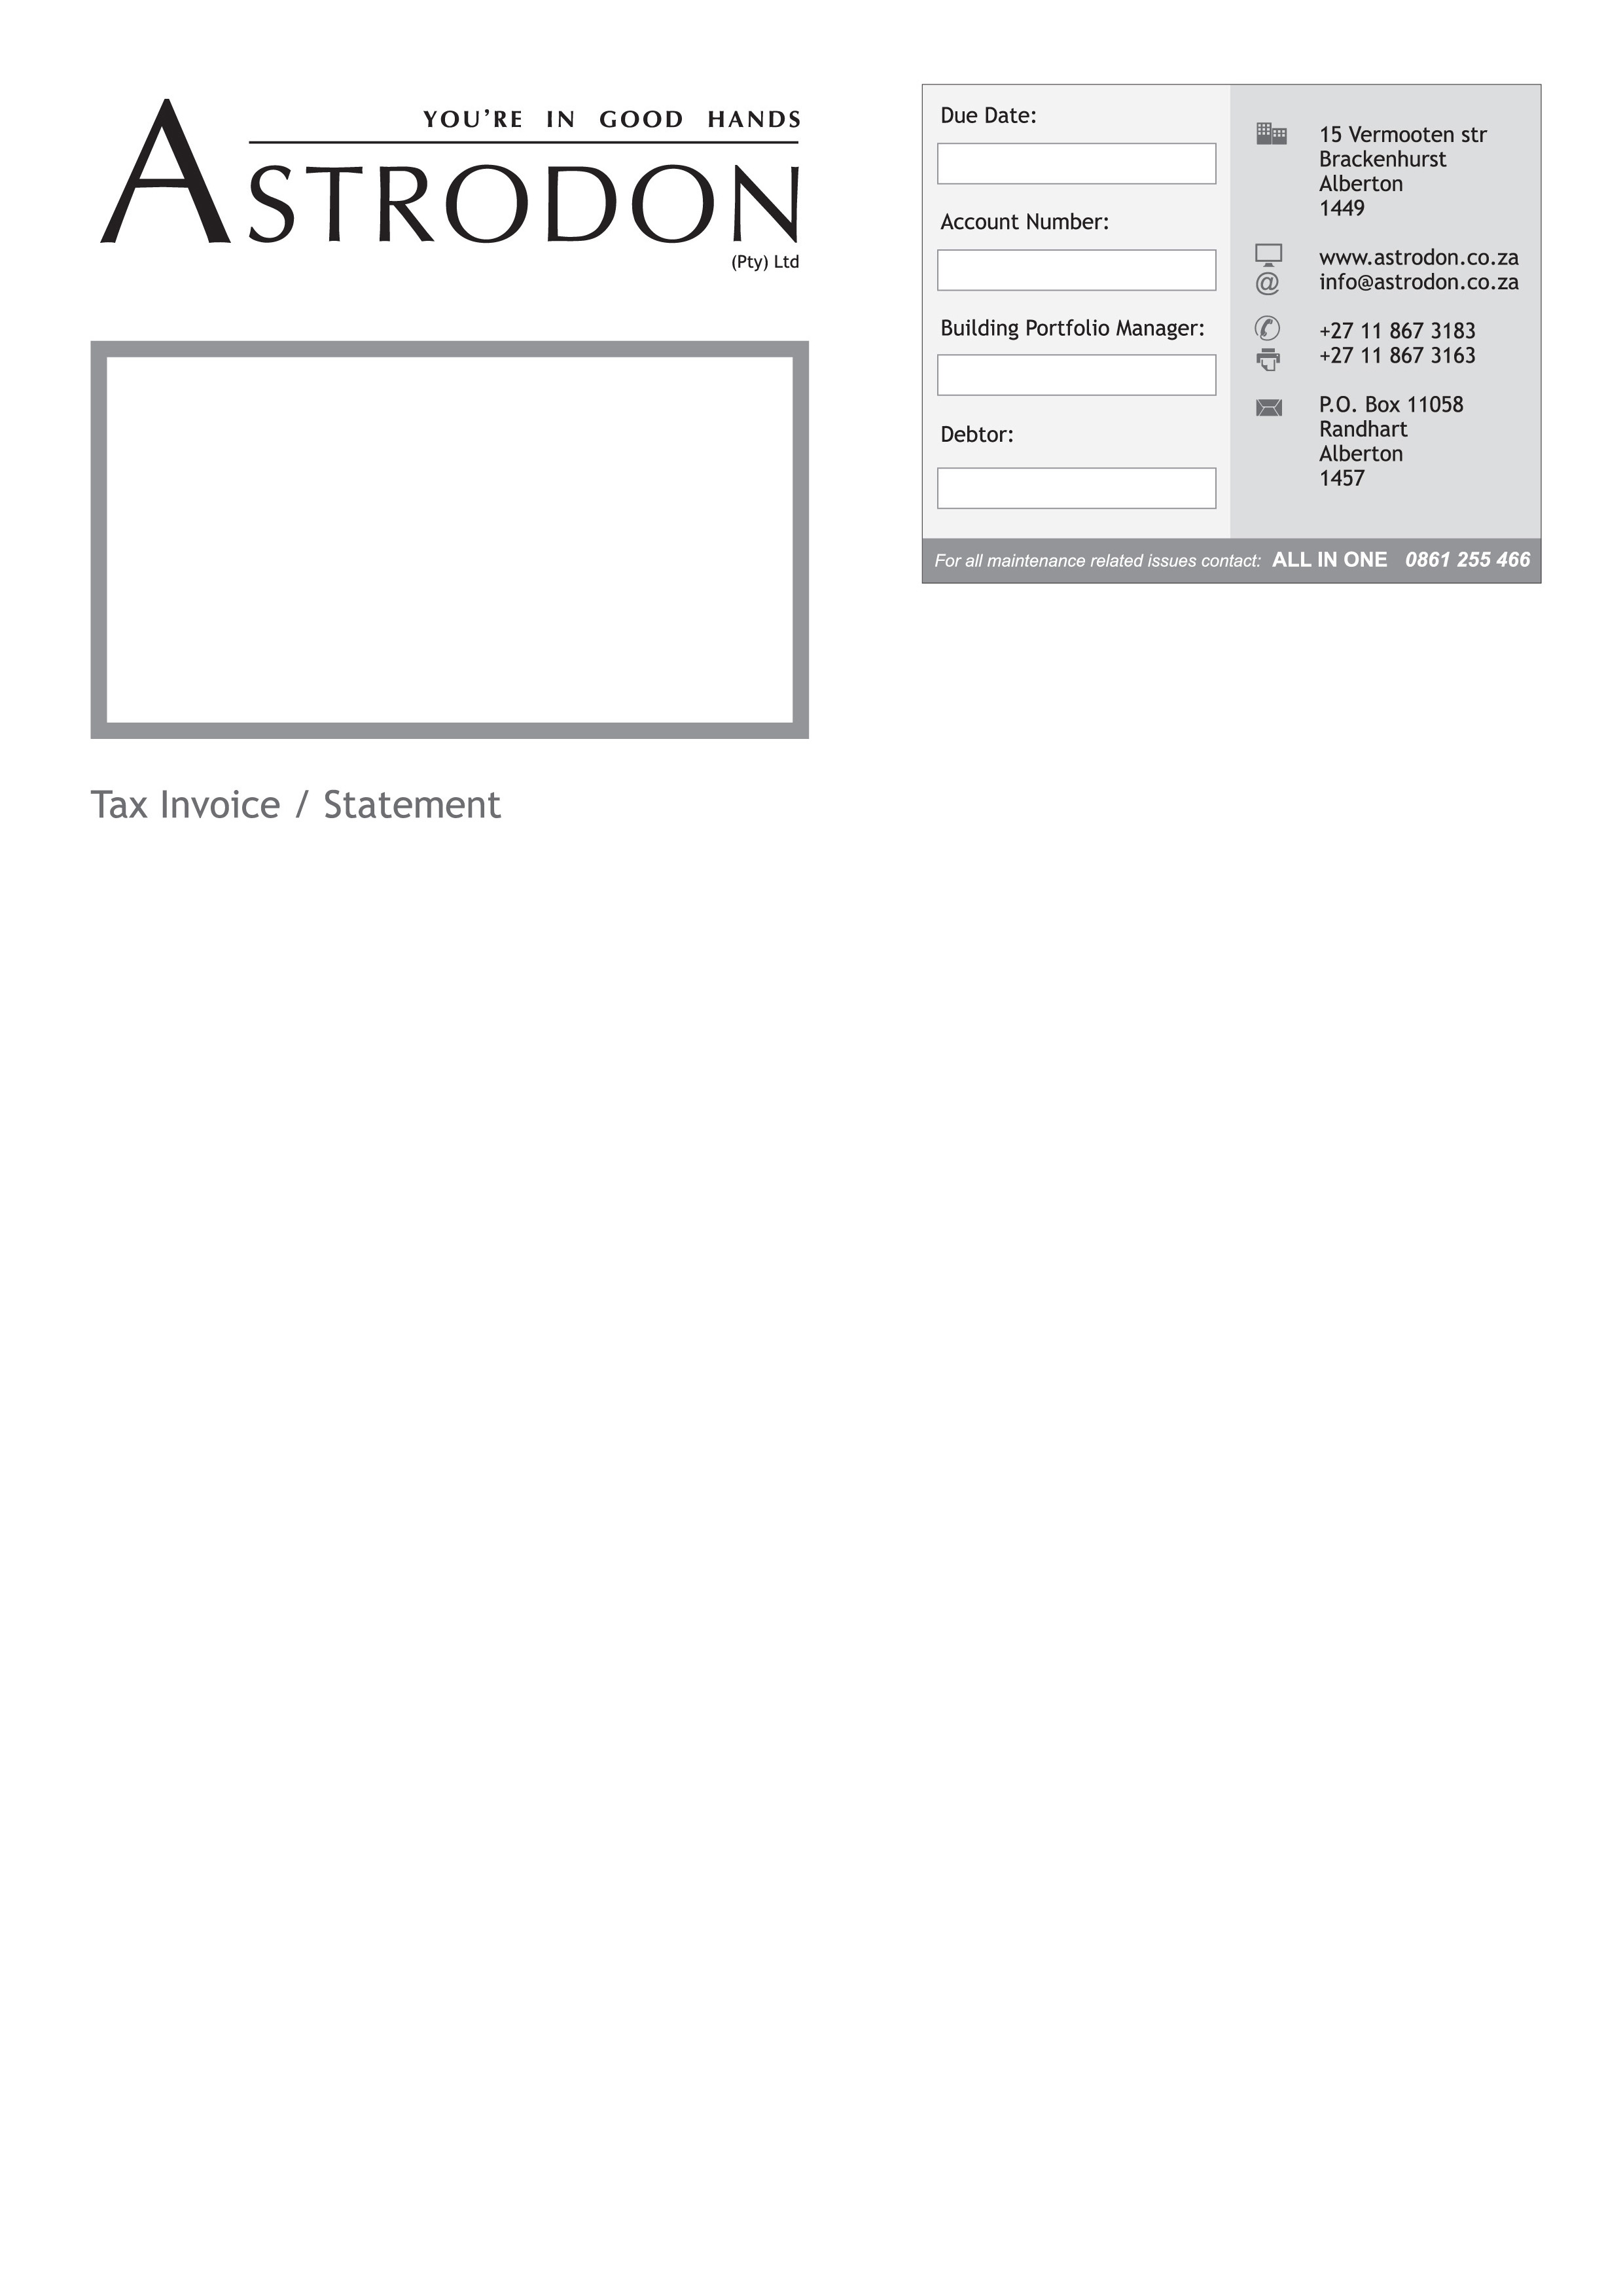 YOU'RE IN GOOD HANDS
ASTRODON
(Pty) Ltd
Tax Invoice / Statement
Due Date:
Account Number:
Building Portfolio Manager:
Debtor:
15 Vermooten str
Brackenhurst
Alberton
1449
www.astrodon.co.za
@ info@astrodon.co.za
+27 11 867 3183
+27 11 867 3163
P.O. Box 11058
Randhart
Alberton
1457
For all maintenance related issues contact: ALL IN ONE 0861 255 466